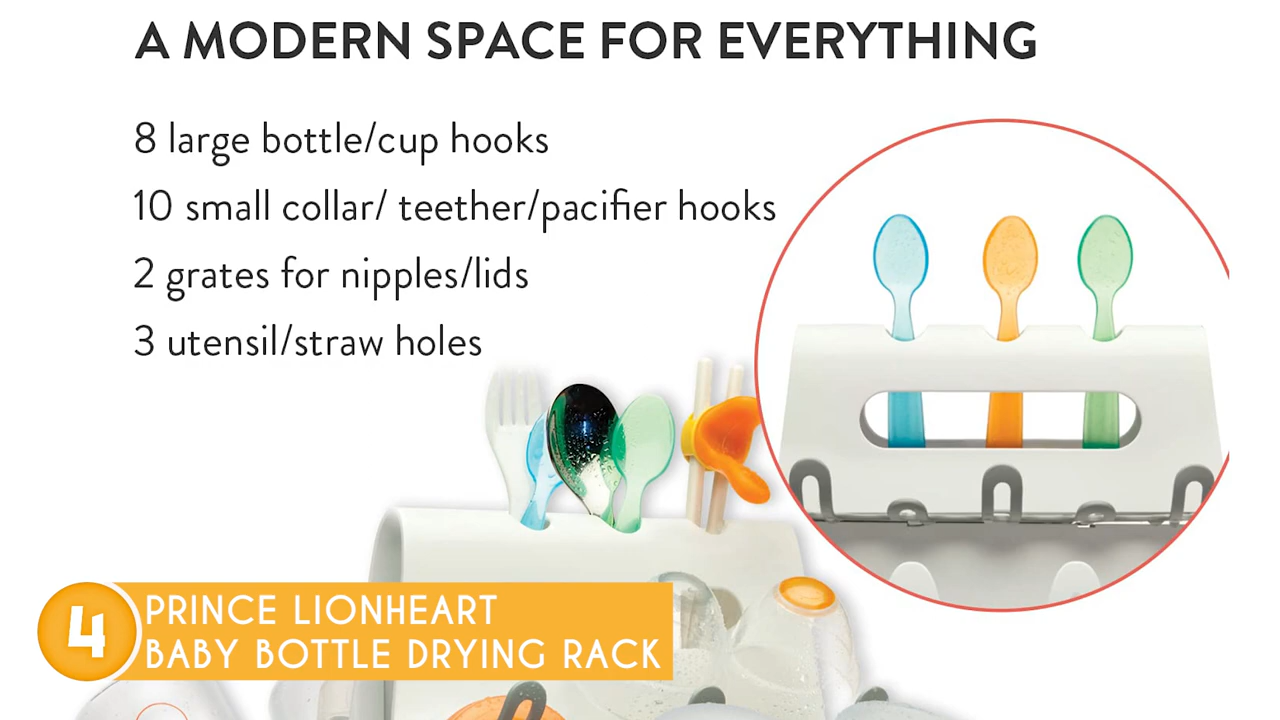 A MODERN SPACE FOR EVERYTHING
8 large bottle/cup hooks
10 small collar/ teether/pacifier hooks
2 grates for nipples/lids
3 utensil/straw holes
4
PRINCE LIONHEART
BABY BOTTLE DRYING RACK